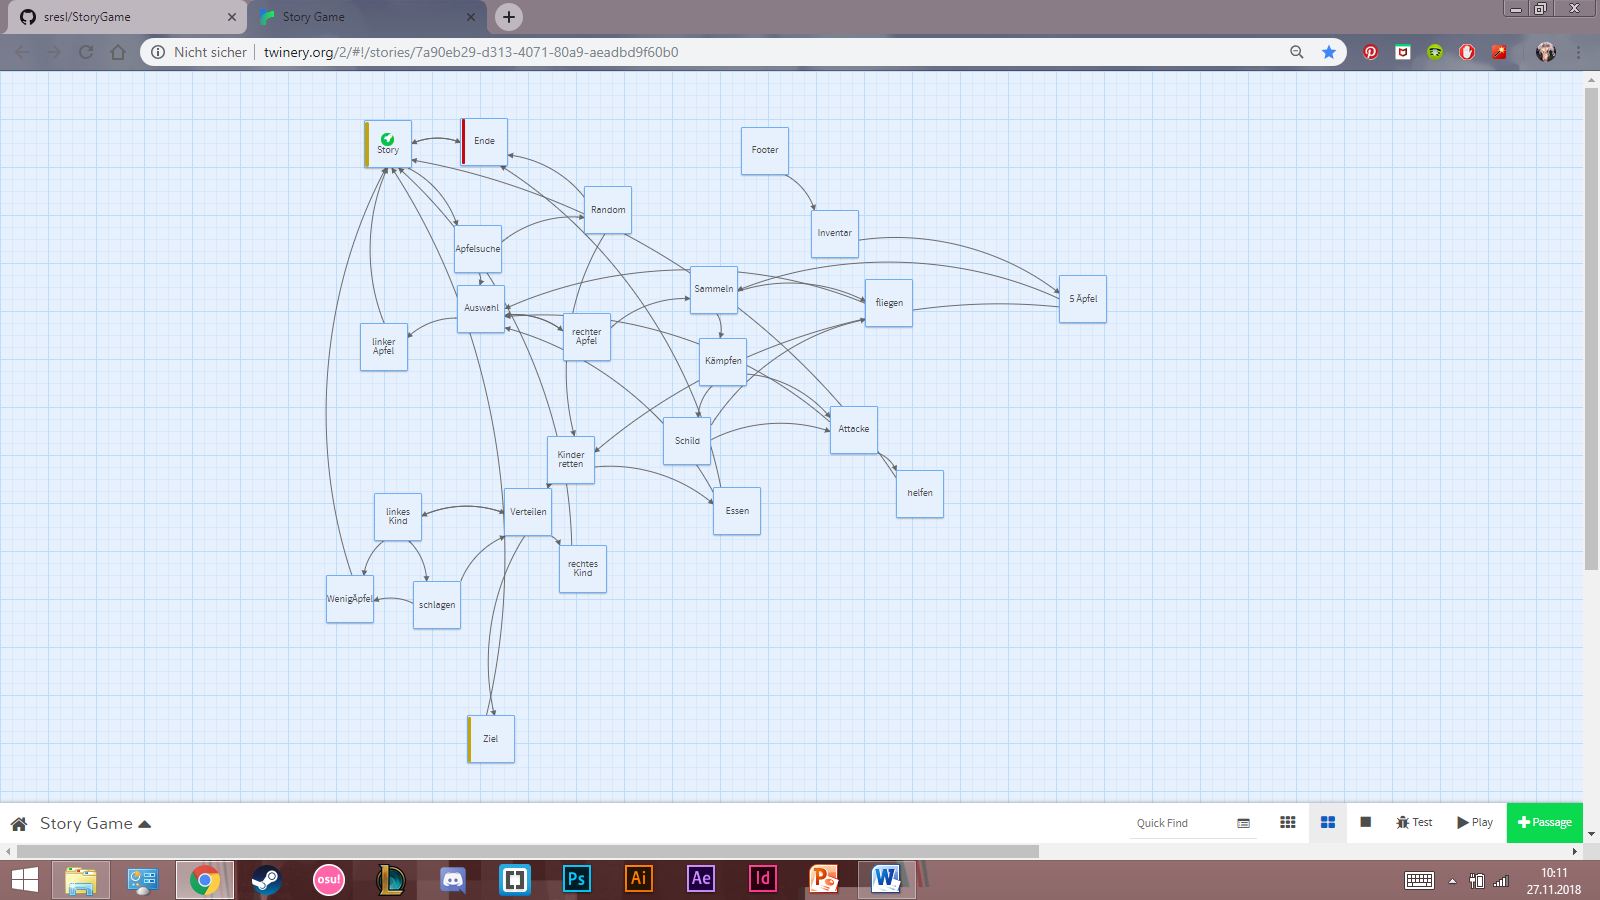 sresl/StoryGame
Story Game
Nicht sicher
twinery.org/2/#!/stories/7a90eb29-d313-4071-80a9-aeadbd9f60b0
Story
Ende
Footer
Random
Inventar
Apfelsuche
Sammeln
fliegen
5 Äpfel
Auswahl
rechter
Apfel
linker
Apfel
Kämpfen
Attacke
Schild
Kinder
retten
helfen
Essen
linkes
Kind
Verteilen
rechtes
Kind
WenigÄpfel
schlagen
Ziel
Story Game
Quick Find
Test
Play
Passage
osu!
Ps
Ai
Ae
Id
P
W
10:11
27.11.2018